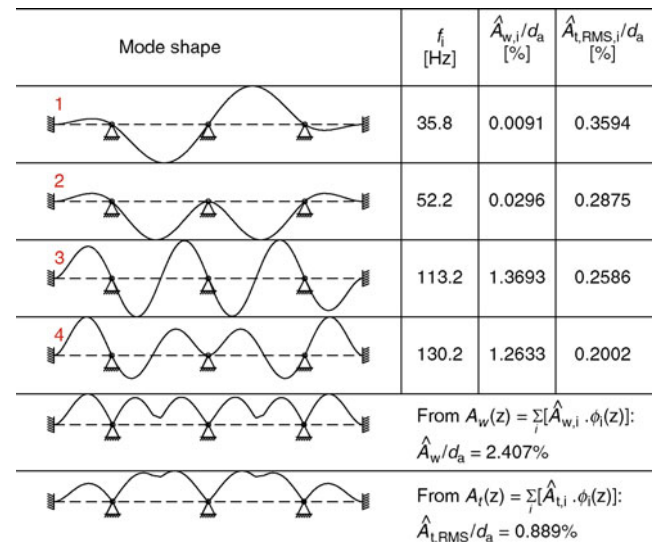 Mode shape
fᵢ [Hz]
Â_w,i/d_a [%]
Â_t,RMS,i/d_a [%]
1
35.8 0.0091 0.3594
2
52.2 0.0296 0.2875
3
113.2 1.3693 0.2586
4
130.2 1.2633 0.2002
From A_w(z) = Σ_i[Â_w,i .ϕ_i(z)]:
Â_w/d_a = 2.407%
From A_t(z) = Σ_i[Â_t,i .ϕ_i(z)]:
Â_t,RMS/d_a = 0.889%